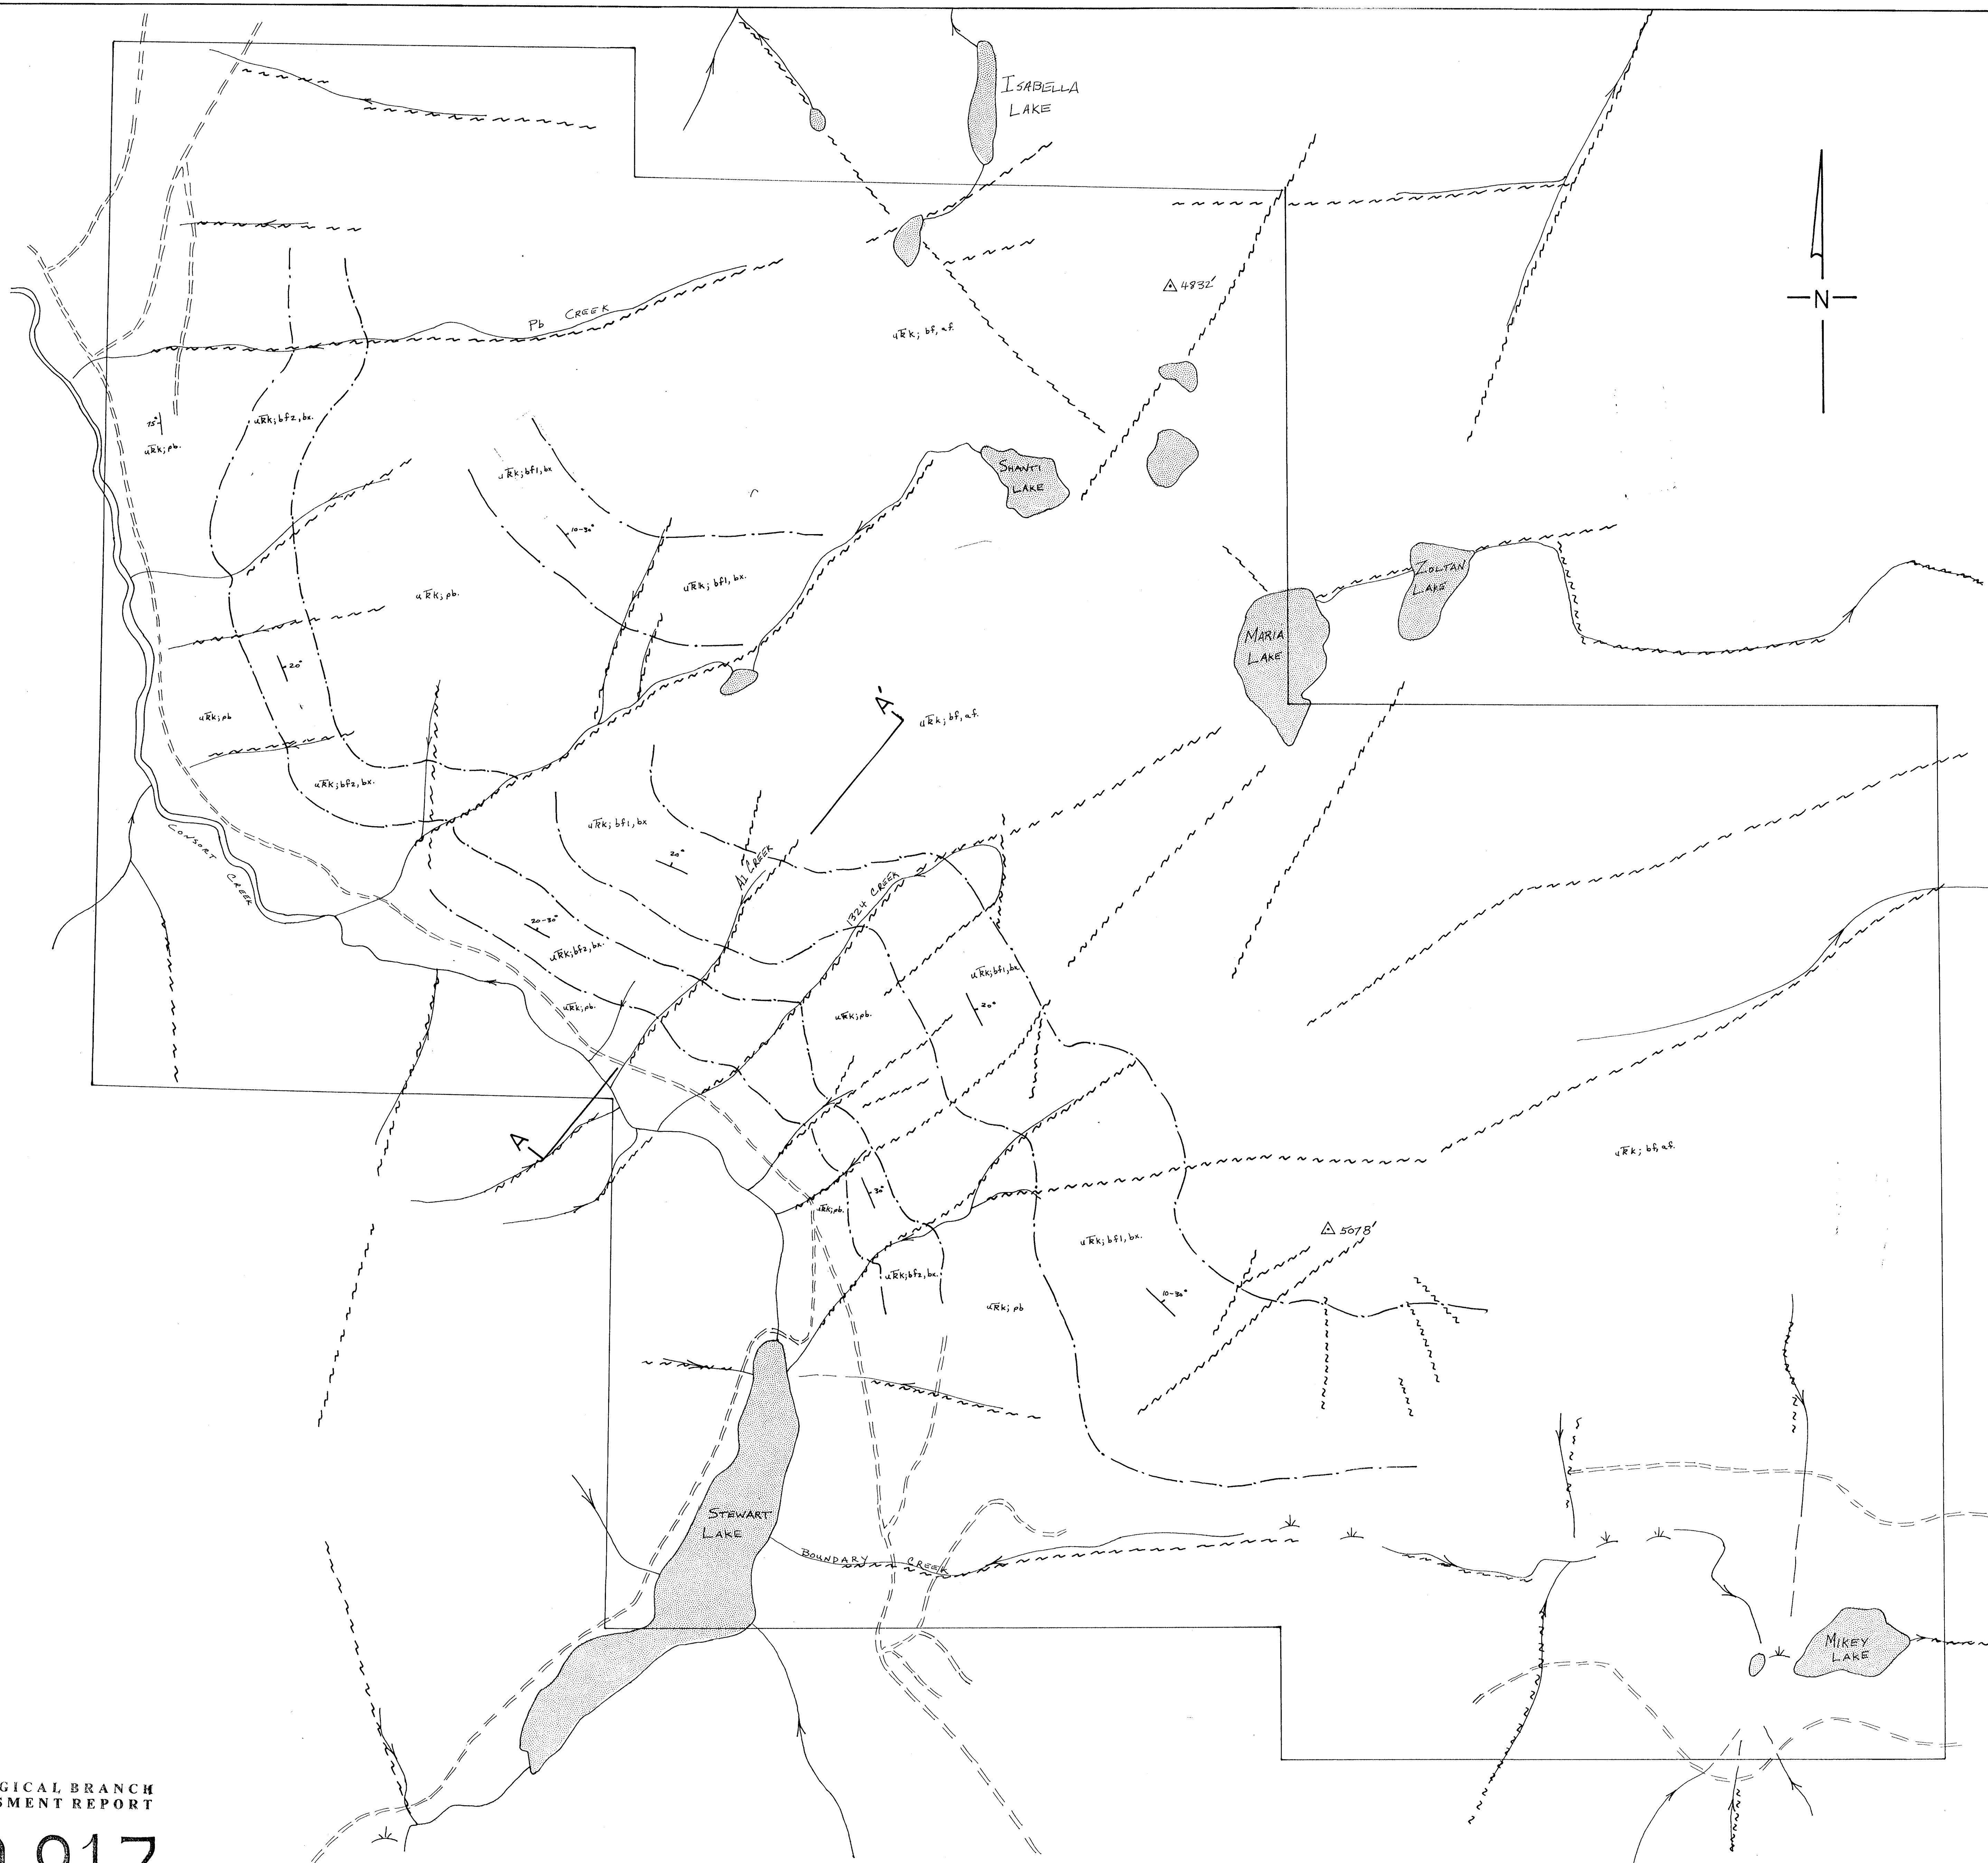 ISABELLA
LAKE
N
4832'
Pb CREEK
uTRk; bf, af.
75°
uTRk; pb.
uTRk; bf2, bx.
uTRk; bf1, bx
SHANTI
LAKE
10-30°
uTRk; bf1, bx.
uTRk; pb.
ZOLTAN
LAKE
MARIA
LAKE
20°
uTRk; pb
A'
uTRk; bf, af.
uTRk; bf2, bx.
uTRk; bf1, bx
20°
CONSORT
CREEK
A1 CREEK
1324 CREEK
20-30°
uTRk; bf2, bx.
uTRk; bf1, bx
20°
uTRk; pb.
uTRk; pb.
A
uTRk; bf, af.
30°
uTRk; pb.
5078'
uTRk; bf1, bx.
uTRk; bf2, bx.
10-30°
uTRk; pb
STEWART
LAKE
BOUNDARY CREEK
MIKEY
LAKE
GICAL BRANCH
SMENT REPORT
917